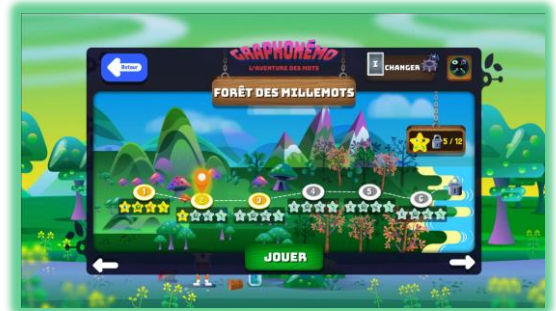 Retour
GRAPHONÉMO
L'AVENTURE DES MOTS
I CHANGER
FORÊT DES MILLEMOTS
5 / 12
1
2
3
4
5
6
JOUER